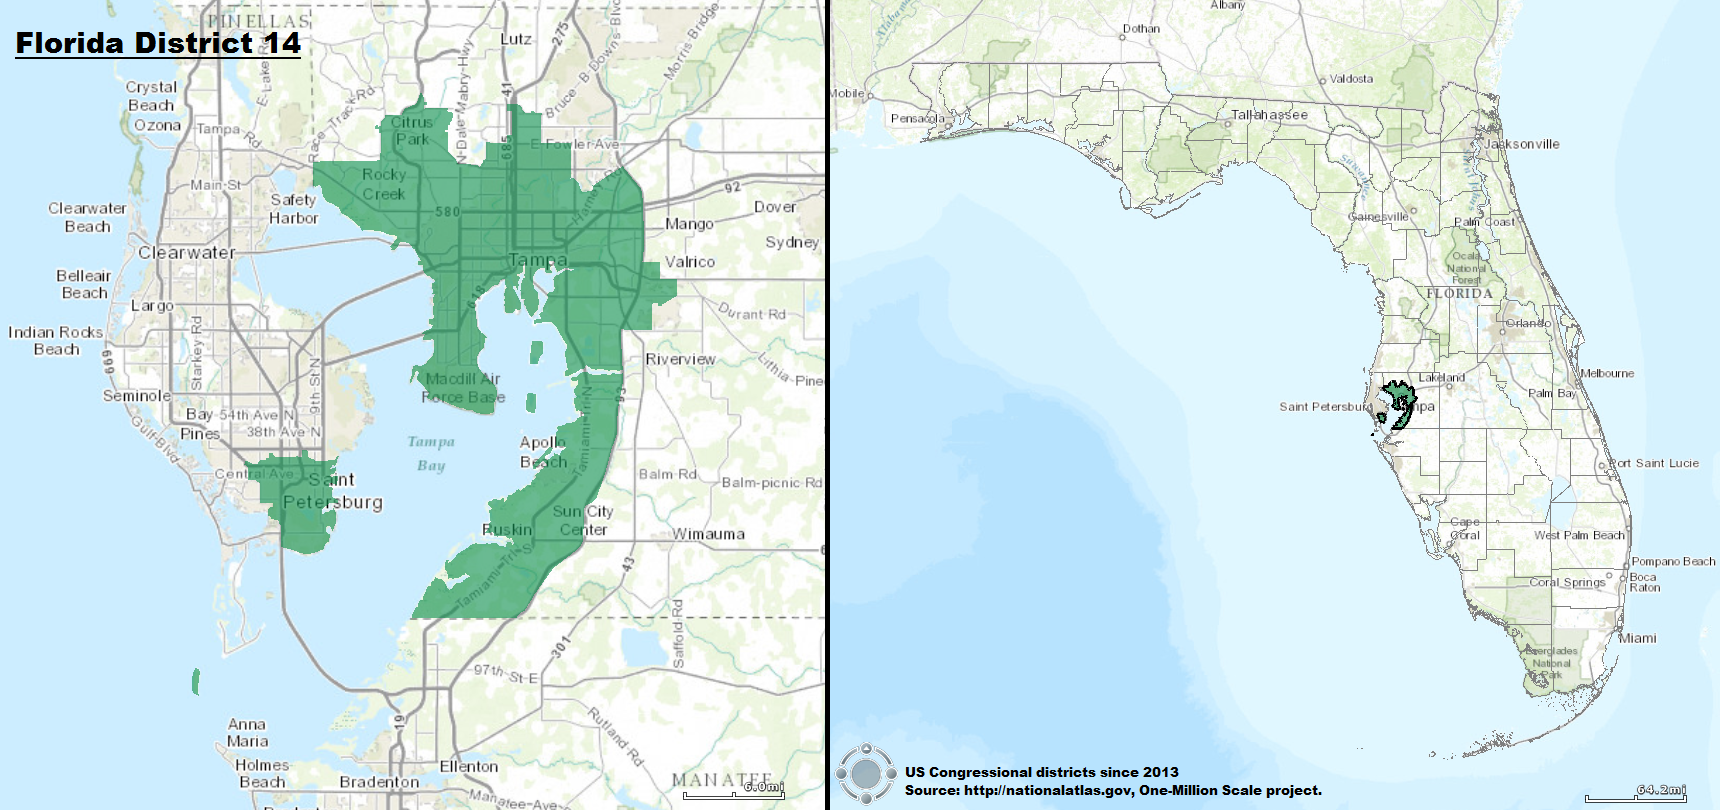 Florida District 14
PINELLAS
Lutz
275
Morris Bridge
Bruce B Downs Blv
Crystal
Beach
E Lake Rd
N Dale Mabry Hwy
41
Ozona
Tampa Rd
Race Track Rd
Citrus
Park
685
E Fowler Ave
Main St
Rocky
Creek
92
Safety
Harbor
580
Clearwater
Beach
Mango
Dover
Sydney
Clearwater
Tampa
Valrico
Belleair
Beach
618
Largo
Durant Rd
Indian Rocks
Beach
699
Starkey Rd
9th St N
Riverview
Lithia Pine
Seminole
Macdill Air
Force Base
93
Bay
Pines
54th Ave N
38th Ave N
Gulf Blv
Tampa
Bay
Apollo
Beach
Tamiami Trl N
Central Ave
Saint
Petersburg
Balm Rd
Balm-picnic Rd
Ruskin
Sun City
Center
Wimauma
43
Tamiami Trl S
Saffold Rd
301
97th St E
19
Rutland Rd
Anna
Maria
Holmes
Beach
Ellenton
Bradenton
Manatee Ave
MANATEE
6.0mi
Albany
Alabama
Dothan
Valdosta
Mobile
Pensacola
Tallahassee
Jacksonville
Suwannee
Gainesville
Palm Coast
Ocala
National
Forest
FLORIDA
Orlando
Lakeland
Melbourne
Palm Bay
Saint Petersburg
Tampa
Port Saint Lucie
Cape
Coral
West Palm Beach
Pompano Beach
Coral Springs
Boca
Raton
Miami
Everglades
National
Park
US Congressional districts since 2013
Source: http://nationalatlas.gov, One-Million Scale project.
64.2mi